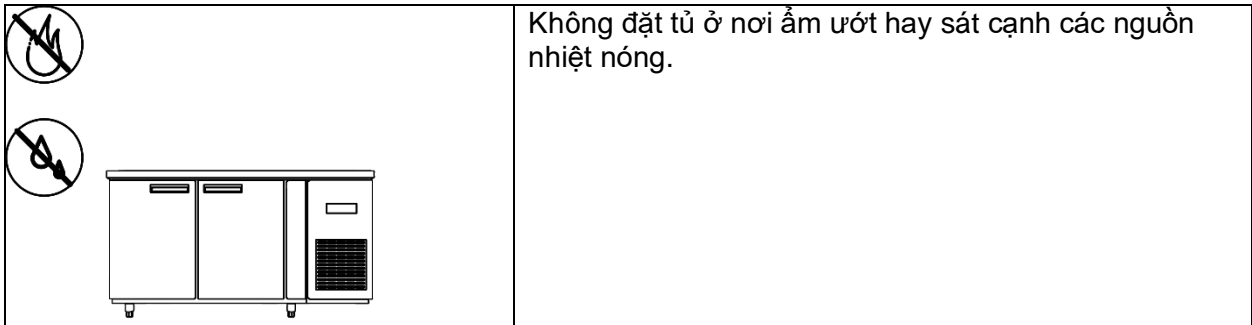 Không đặt tủ ở nơi ẩm ướt hay sát cạnh các nguồn
nhiệt nóng.